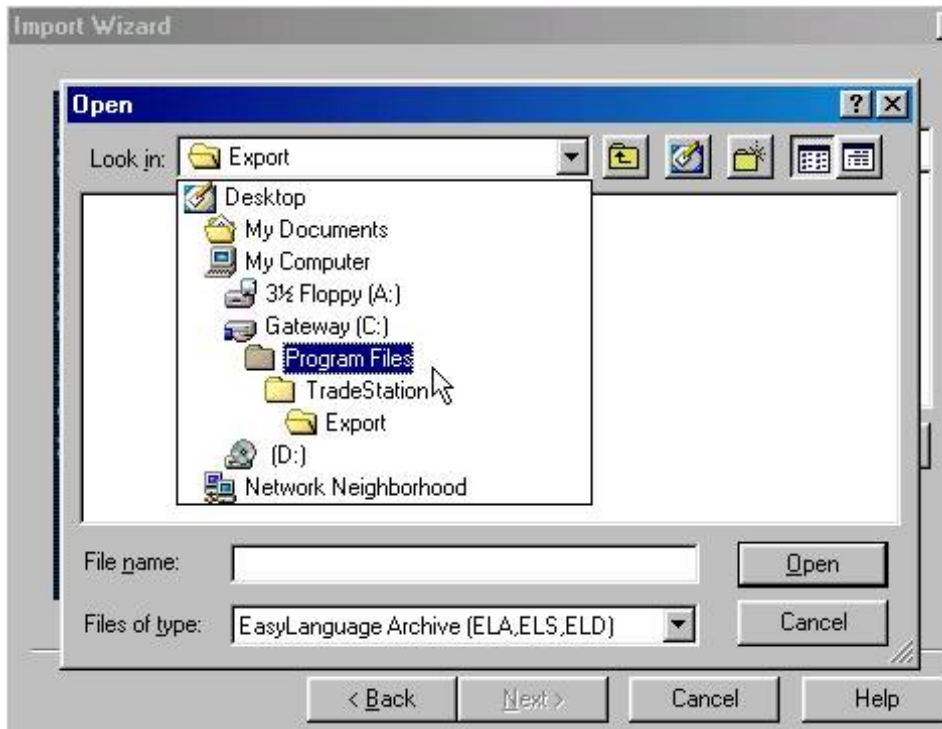 Import Wizard
Open
Look in: Export
Desktop
My Documents
My Computer
3½ Floppy (A:)
Gateway (C:)
Program Files
TradeStation
Export
(D:)
Network Neighborhood
File name:
Open
Files of type: EasyLanguage Archive (ELA,ELS,ELD)
Cancel
< Back Next > Cancel Help